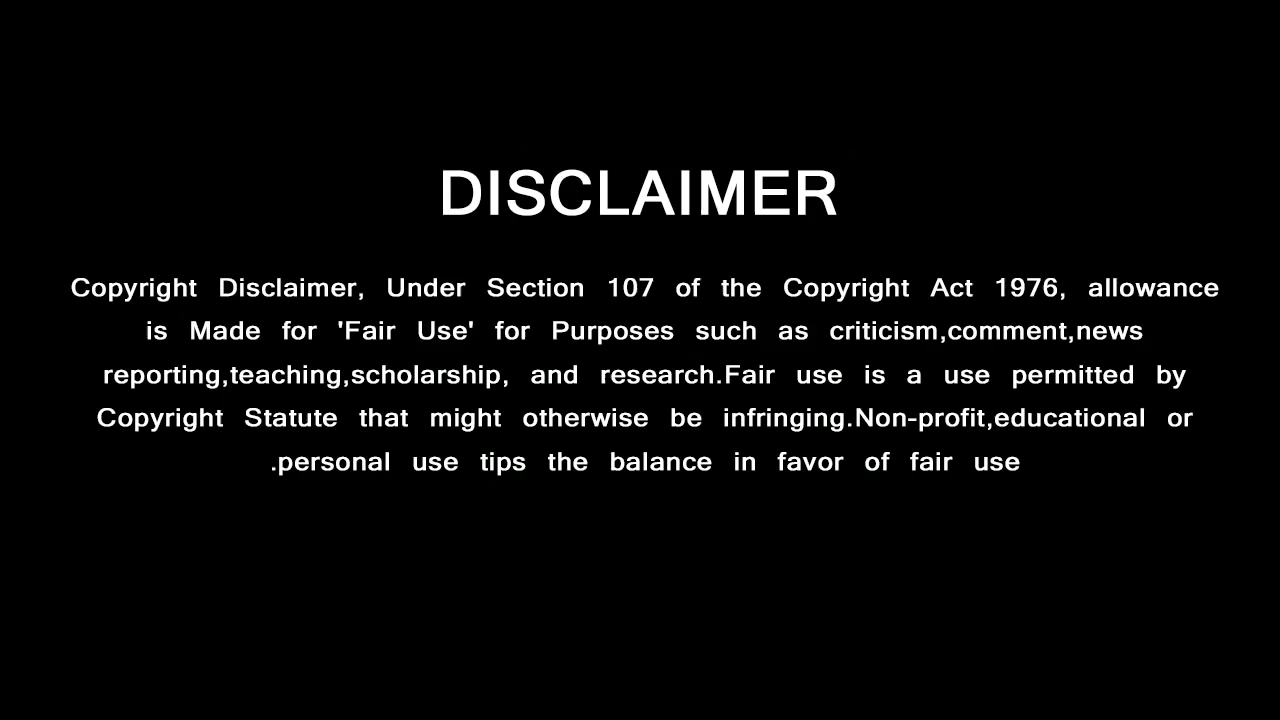 DISCLAIMER
Copyright Disclaimer, Under Section 107 of the Copyright Act 1976, allowance
is Made for 'Fair Use' for Purposes such as criticism,comment,news
reporting,teaching,scholarship, and research.Fair use is a use permitted by
Copyright Statute that might otherwise be infringing.Non-profit,educational or
.personal use tips the balance in favor of fair use